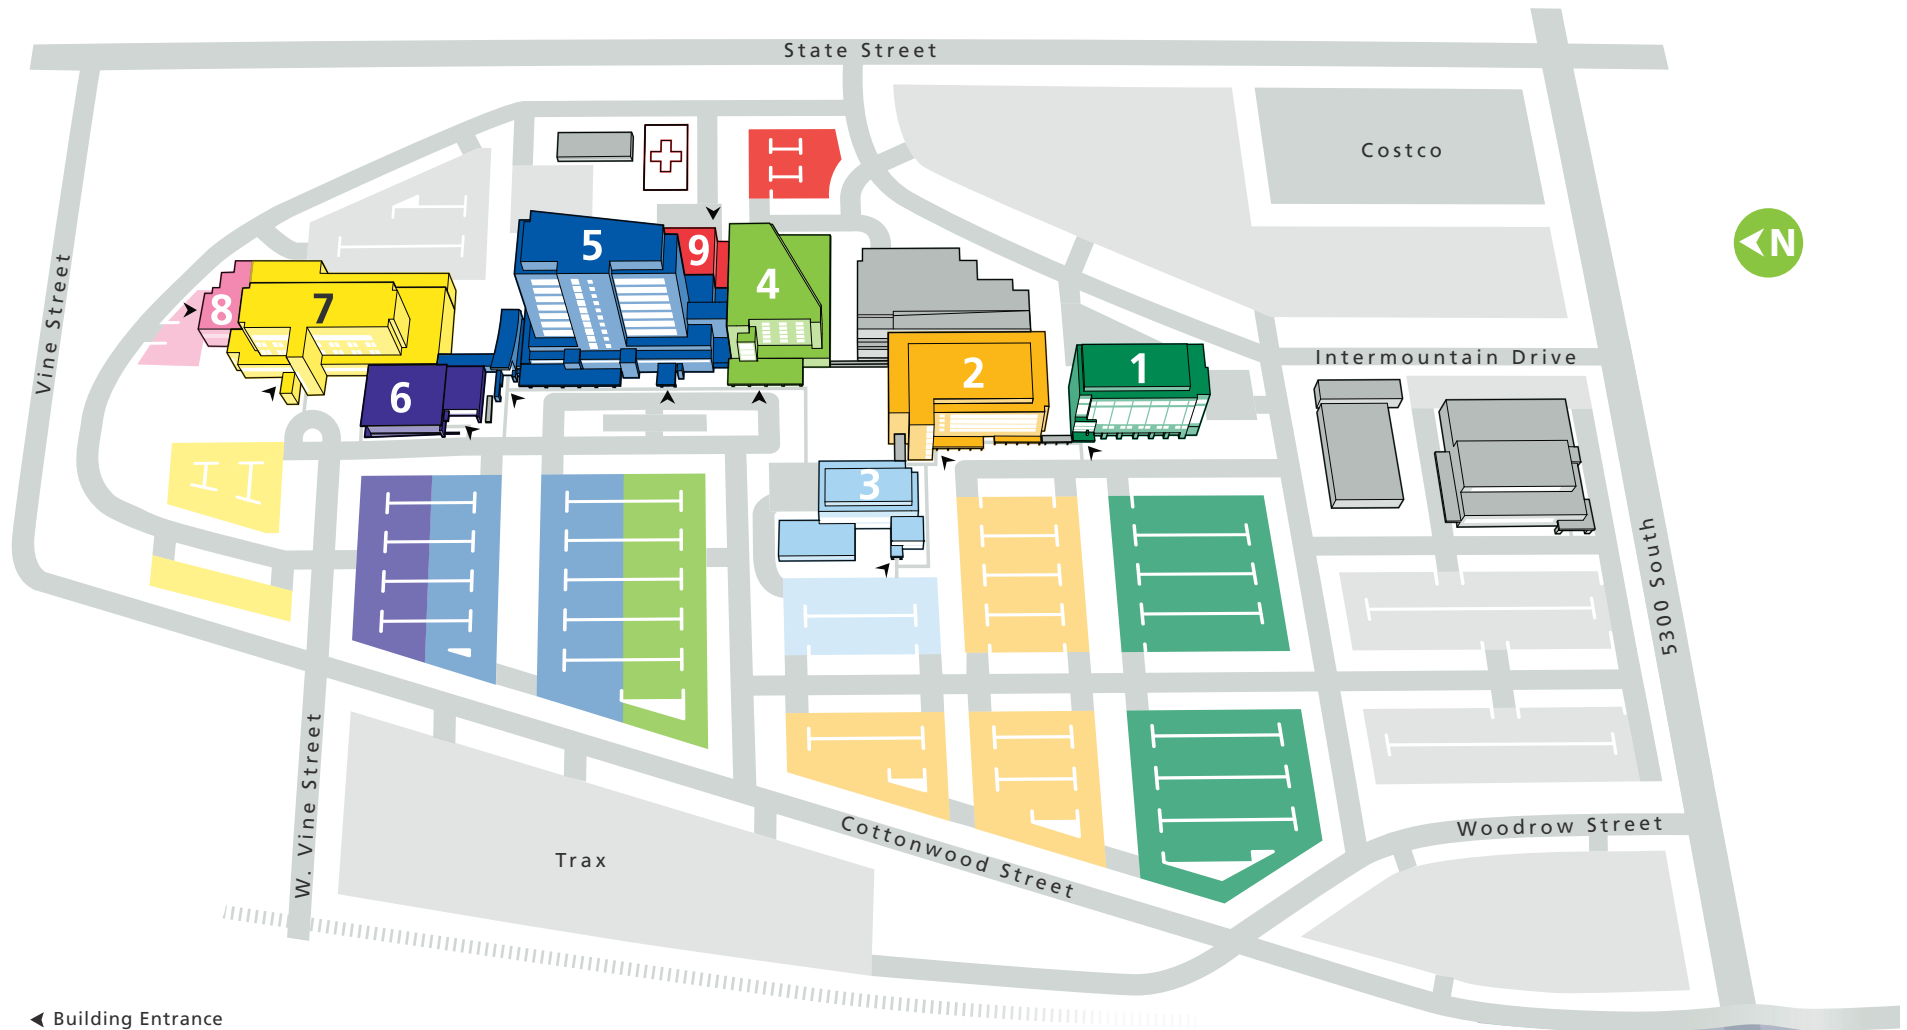 State Street
Costco
N
Vine Street
5
9
4
8
7
6
2
1
Intermountain Drive
3
5300 South
W. Vine Street
Trax
Cottonwood Street
Woodrow Street
Building Entrance